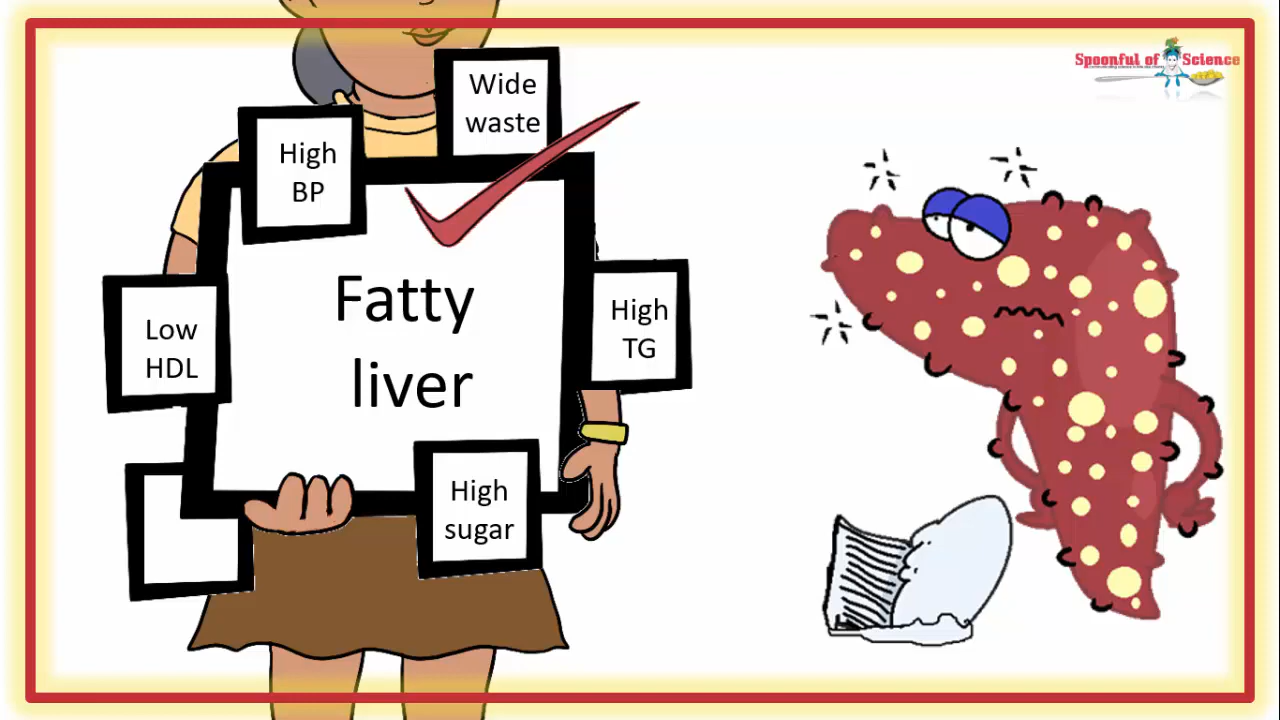 Spoonful of Science
Wide
waste
High
BP
Fatty
liver
Low
HDL
High
TG
High
sugar